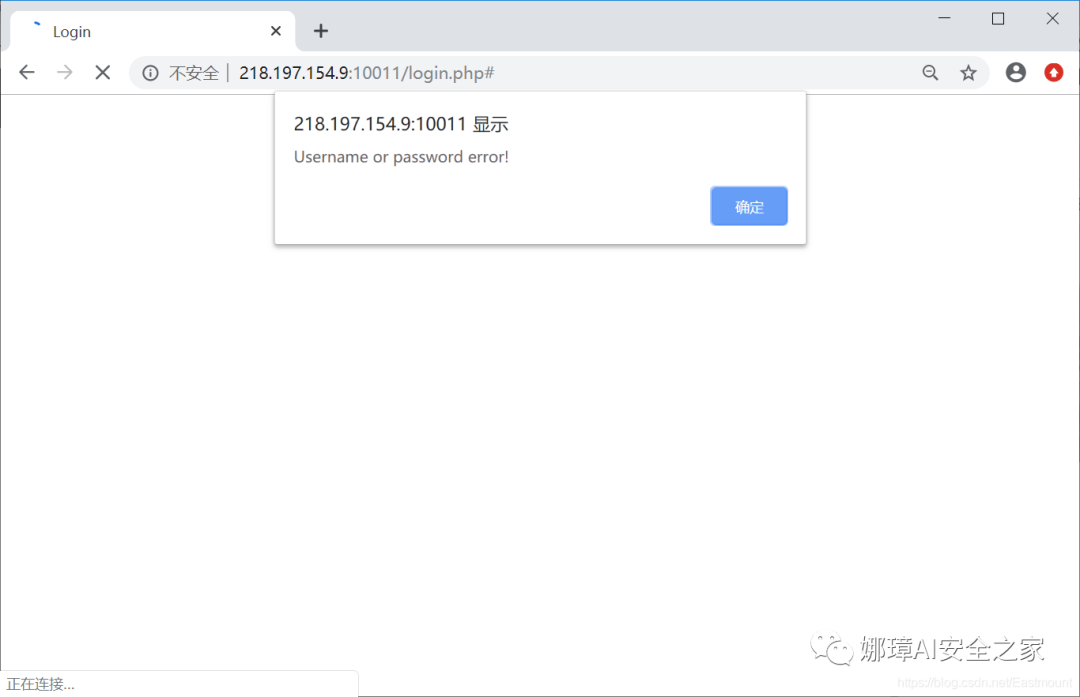 Login
不安全 | 218.197.154.9:10011/login.php#
218.197.154.9:10011 显示
Username or password error!
确定
娜璋AI安全之家
https://blog.csdn.net/Eastmount
正在连接...